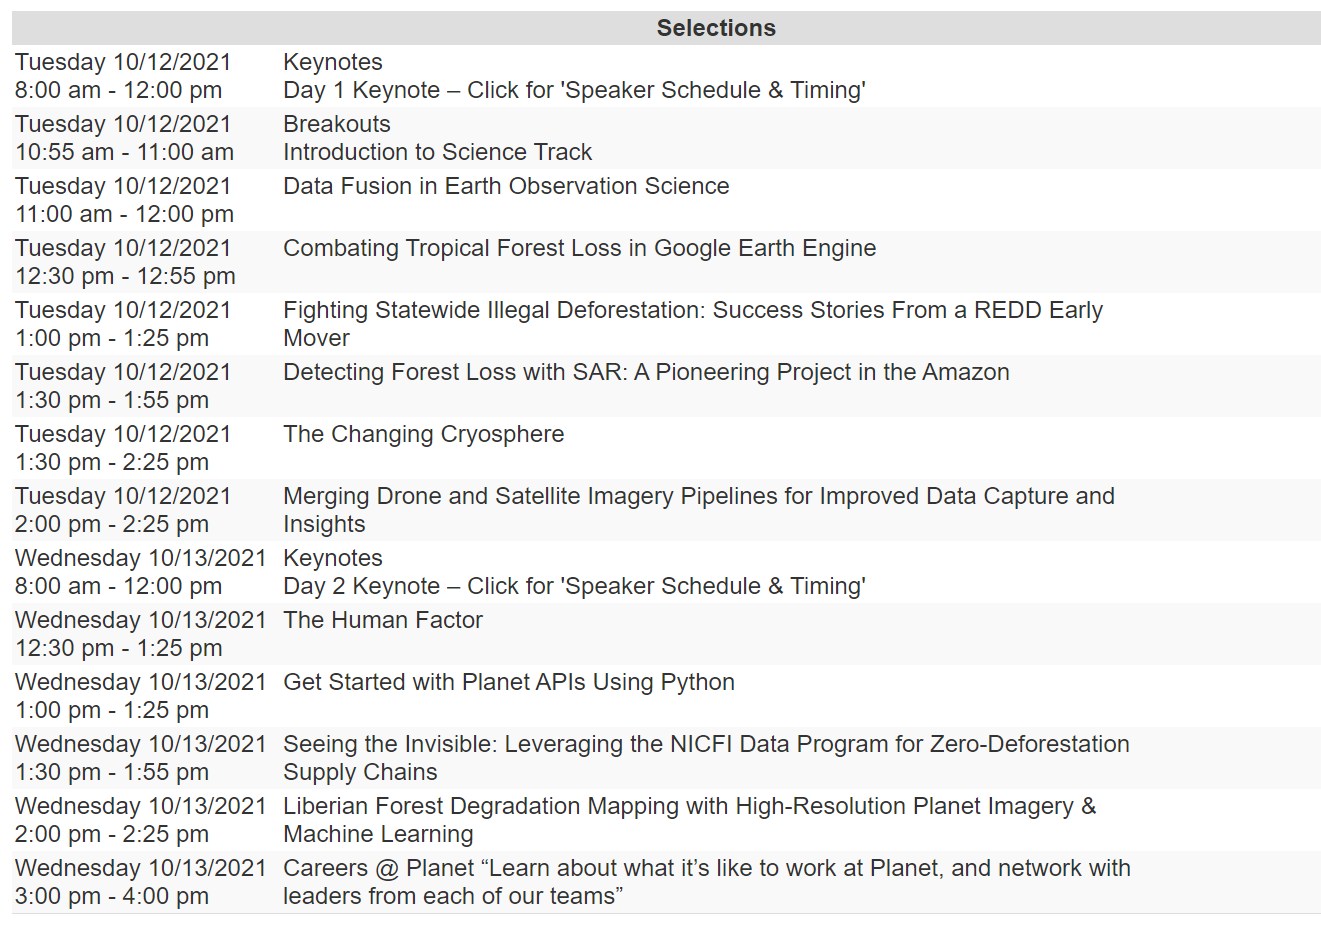 Selections
Tuesday 10/12/2021
8:00 am - 12:00 pm
Keynotes
Day 1 Keynote – Click for 'Speaker Schedule & Timing'
Tuesday 10/12/2021
10:55 am - 11:00 am
Breakouts
Introduction to Science Track
Tuesday 10/12/2021
11:00 am - 12:00 pm
Data Fusion in Earth Observation Science
Tuesday 10/12/2021
12:30 pm - 12:55 pm
Combating Tropical Forest Loss in Google Earth Engine
Tuesday 10/12/2021
1:00 pm - 1:25 pm
Fighting Statewide Illegal Deforestation: Success Stories From a REDD Early
Mover
Tuesday 10/12/2021
1:30 pm - 1:55 pm
Detecting Forest Loss with SAR: A Pioneering Project in the Amazon
Tuesday 10/12/2021
1:30 pm - 2:25 pm
The Changing Cryosphere
Tuesday 10/12/2021
2:00 pm - 2:25 pm
Merging Drone and Satellite Imagery Pipelines for Improved Data Capture and
Insights
Wednesday 10/13/2021
8:00 am - 12:00 pm
Keynotes
Day 2 Keynote – Click for 'Speaker Schedule & Timing'
Wednesday 10/13/2021
12:30 pm - 1:25 pm
The Human Factor
Wednesday 10/13/2021
1:00 pm - 1:25 pm
Get Started with Planet APIs Using Python
Wednesday 10/13/2021
1:30 pm - 1:55 pm
Seeing the Invisible: Leveraging the NICFI Data Program for Zero-Deforestation
Supply Chains
Wednesday 10/13/2021
2:00 pm - 2:25 pm
Liberian Forest Degradation Mapping with High-Resolution Planet Imagery &
Machine Learning
Wednesday 10/13/2021
3:00 pm - 4:00 pm
Careers @ Planet “Learn about what it’s like to work at Planet, and network with
leaders from each of our teams”